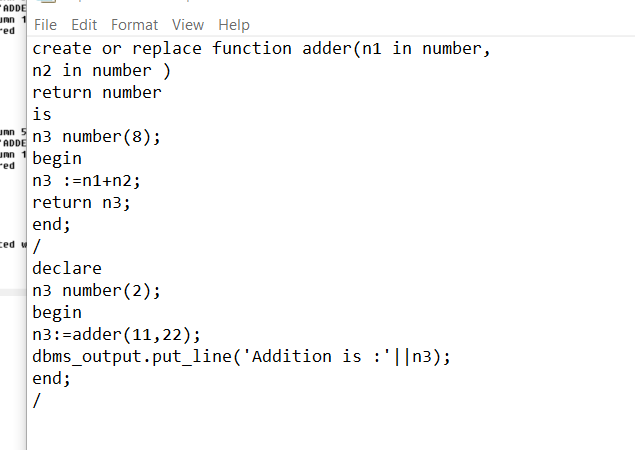 'ADDE
umn 1
red
umn 5
'ADDE
umn 1
red
ted w
File Edit Format View Help
create or replace function adder(n1 in number,
n2 in number )
return number
is
n3 number(8);
begin
n3 :=n1+n2;
return n3;
end;
/
declare
n3 number(2);
begin
n3:=adder(11,22);
dbms_output.put_line('Addition is :'||n3);
end;
/